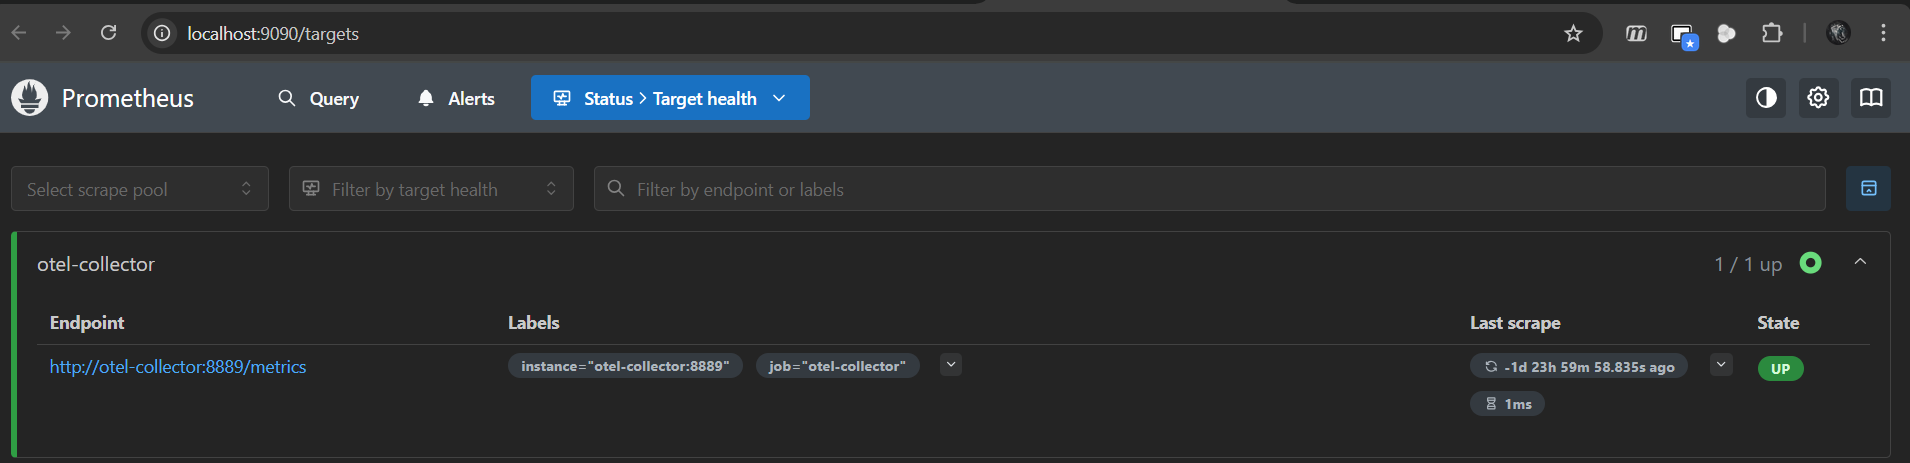 localhost:9090/targets
Prometheus Query Alerts Status > Target health
Select scrape pool Filter by target health Filter by endpoint or labels
otel-collector 1 / 1 up
Endpoint Labels Last scrape State
http://otel-collector:8889/metrics instance="otel-collector:8889" job="otel-collector" -1d 23h 59m 58.835s ago UP
1ms